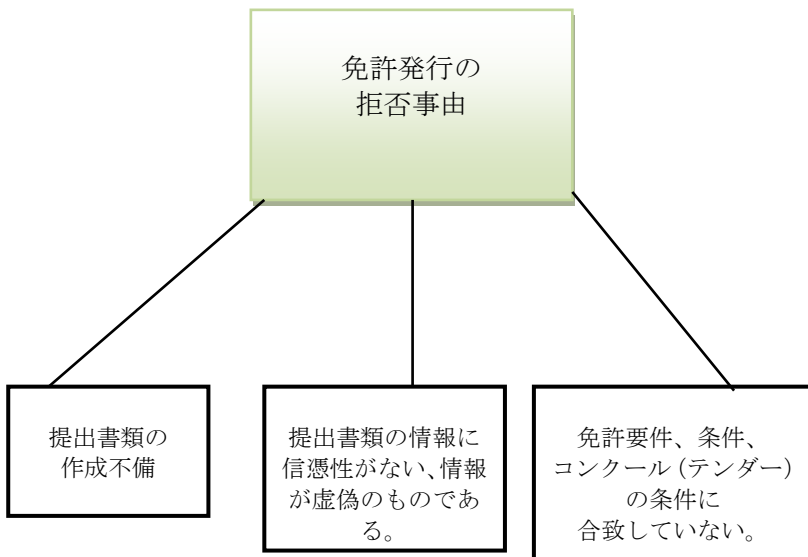 免許発行の
拒否事由
提出書類の
作成不備
提出書類の情報に
信憑性がない、情報
が虚偽のものであ
る。
免許要件、条件、
コンクール（テンダー）
の条件に
合致していない。